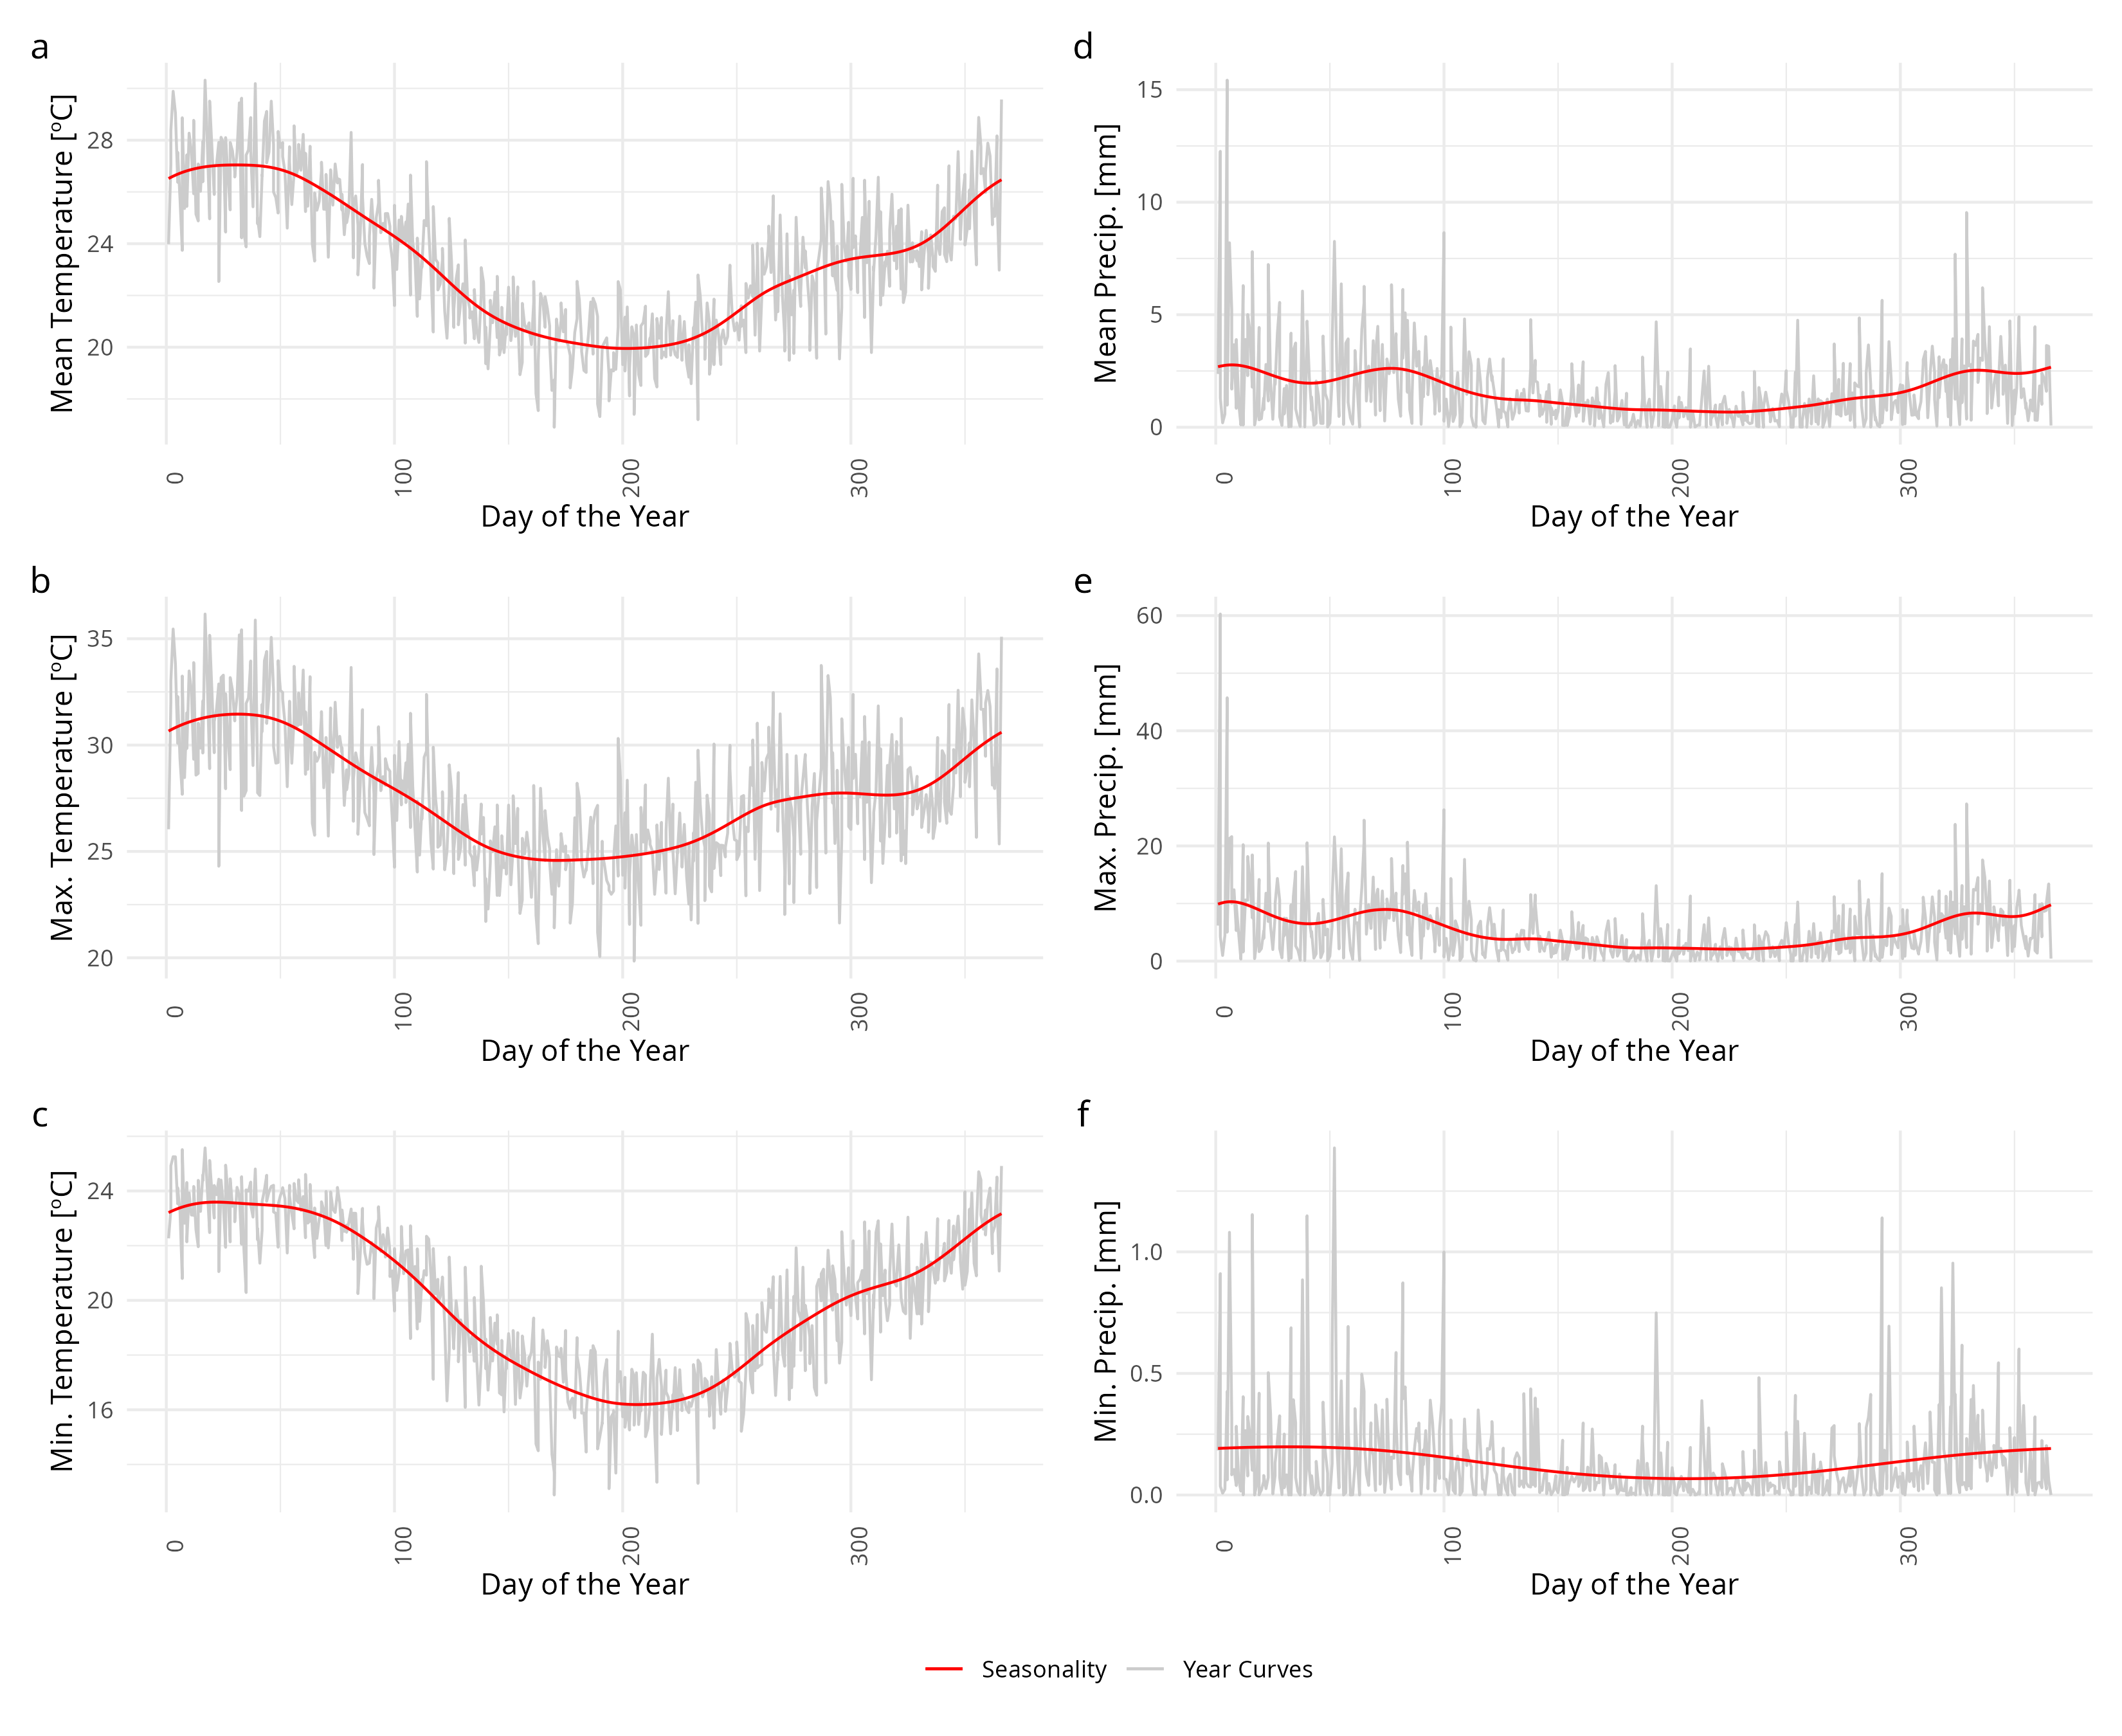 a
Mean Temperature [ºC]
28
24
20
0
100
200
300
Day of the Year
d
Mean Precip. [mm]
15
10
5
0
0
100
200
300
Day of the Year
b
Max. Temperature [ºC]
35
30
25
20
0
100
200
300
Day of the Year
e
Max. Precip. [mm]
60
40
20
0
0
100
200
300
Day of the Year
c
Min. Temperature [ºC]
24
20
16
0
100
200
300
Day of the Year
f
Min. Precip. [mm]
1.0
0.5
0.0
0
100
200
300
Day of the Year
Seasonality
Year Curves